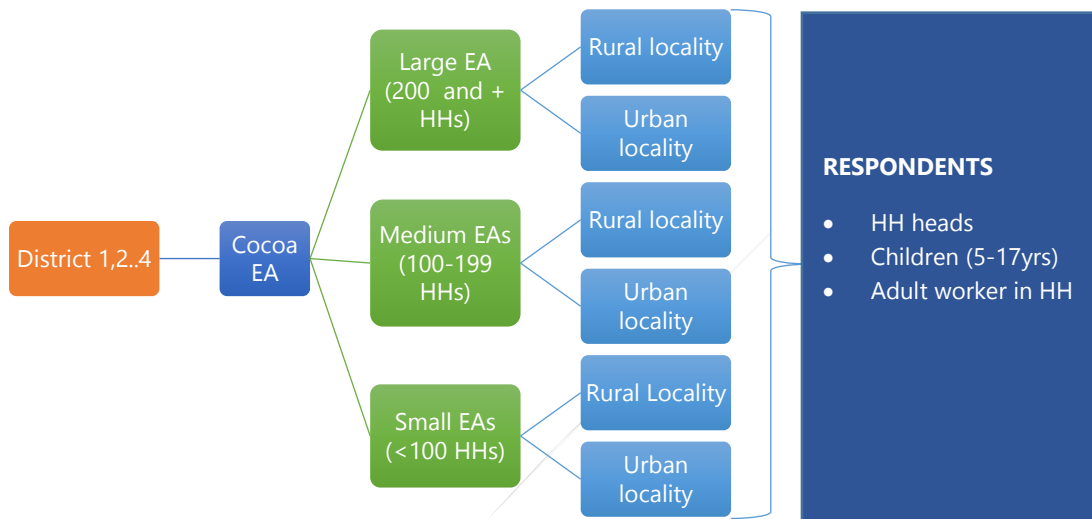 District 1,2..4
Cocoa
EA
Large EA
(200 and +
HHs)
Rural locality
Urban
locality
Medium EAs
(100-199
HHs)
Rural locality
Urban
locality
Small EAs
(<100 HHs)
Rural Locality
Urban
locality
RESPONDENTS
• HH heads
• Children (5-17yrs)
• Adult worker in HH